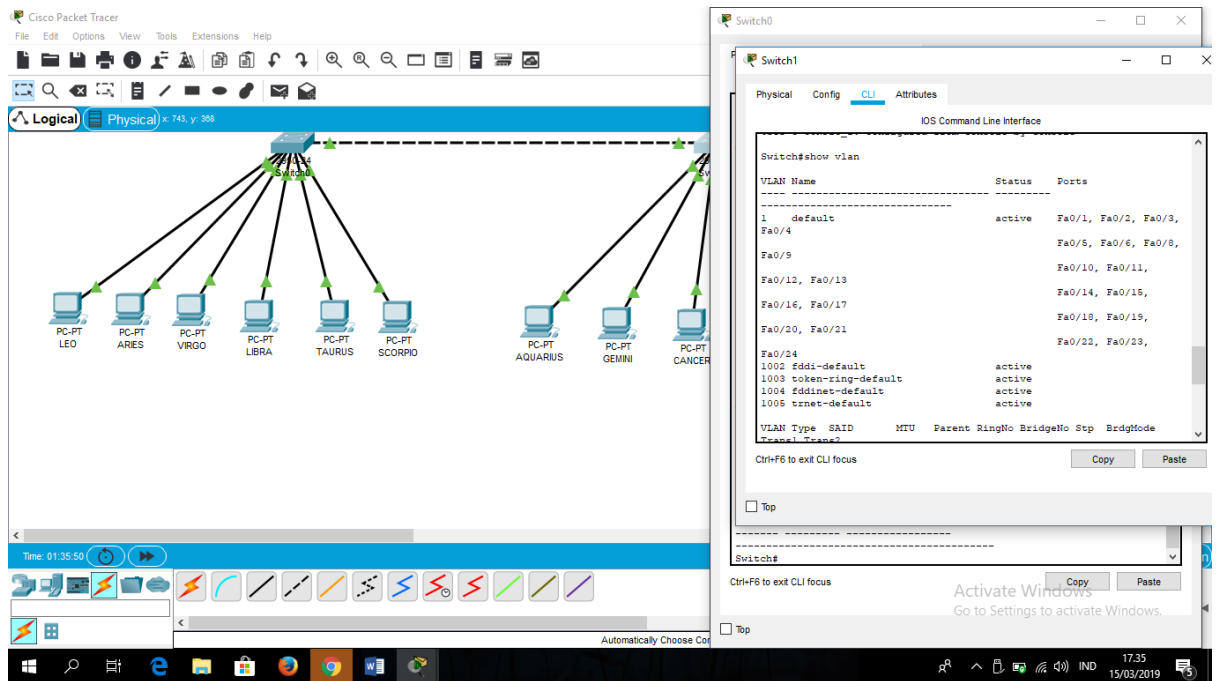 Cisco Packet Tracer
File Edit Options View Tools Extensions Help
Logical Physical x: 743, y: 368
Switch0
PC-PT
LEO
PC-PT
ARIES
PC-PT
VIRGO
PC-PT
LIBRA
PC-PT
TAURUS
PC-PT
SCORPIO
PC-PT
AQUARIUS
PC-PT
GEMINI
PC-PT
CANCER
Time: 01:35:50
Automatically Choose Cor
Switch0
Switch1
Physical Config CLI Attributes
IOS Command Line Interface
Switch#show vlan
VLAN Name Status Ports
---- -------------------------------- --------- -------------------------------
1 default active Fa0/1, Fa0/2, Fa0/3,
Fa0/4
Fa0/5, Fa0/6, Fa0/8,
Fa0/9
Fa0/10, Fa0/11,
Fa0/12, Fa0/13
Fa0/14, Fa0/15,
Fa0/16, Fa0/17
Fa0/18, Fa0/19,
Fa0/20, Fa0/21
Fa0/22, Fa0/23,
Fa0/24
1002 fddi-default active
1003 token-ring-default active
1004 fddinet-default active
1005 trnet-default active
VLAN Type SAID MTU Parent RingNo BridgeNo Stp BrdgMode
Trans1 Trans2
Ctrl+F6 to exit CLI focus
Copy Paste
Top
Switch#
Ctrl+F6 to exit CLI focus
Copy Paste
Top
Activate Windows
Go to Settings to activate Windows.
IND
17.35
15/03/2019
5